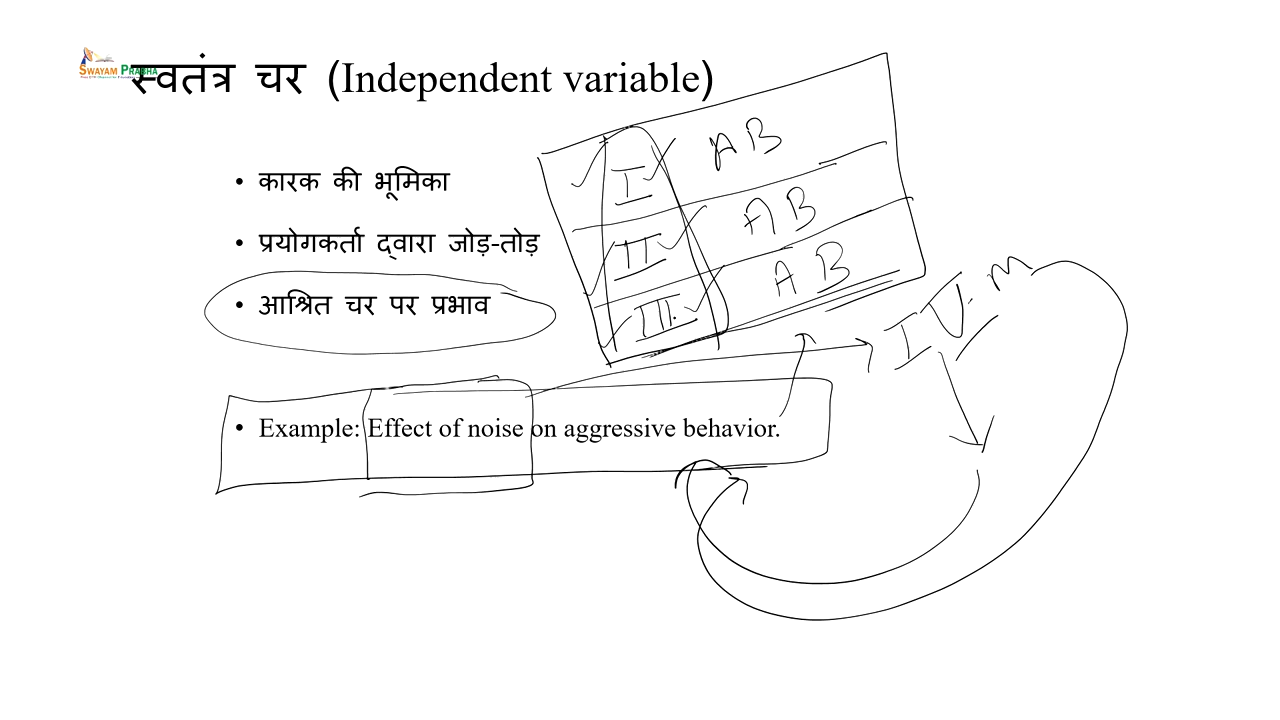 SWAYAM PRABHA
स्वतंत्र चर (Independent variable)
• कारक की भूमिका
• प्रयोगकर्ता द्वारा जोड़-तोड़
• आश्रित चर पर प्रभाव
I AB
II AB
III AB
IV-m
• Example: Effect of noise on aggressive behavior.